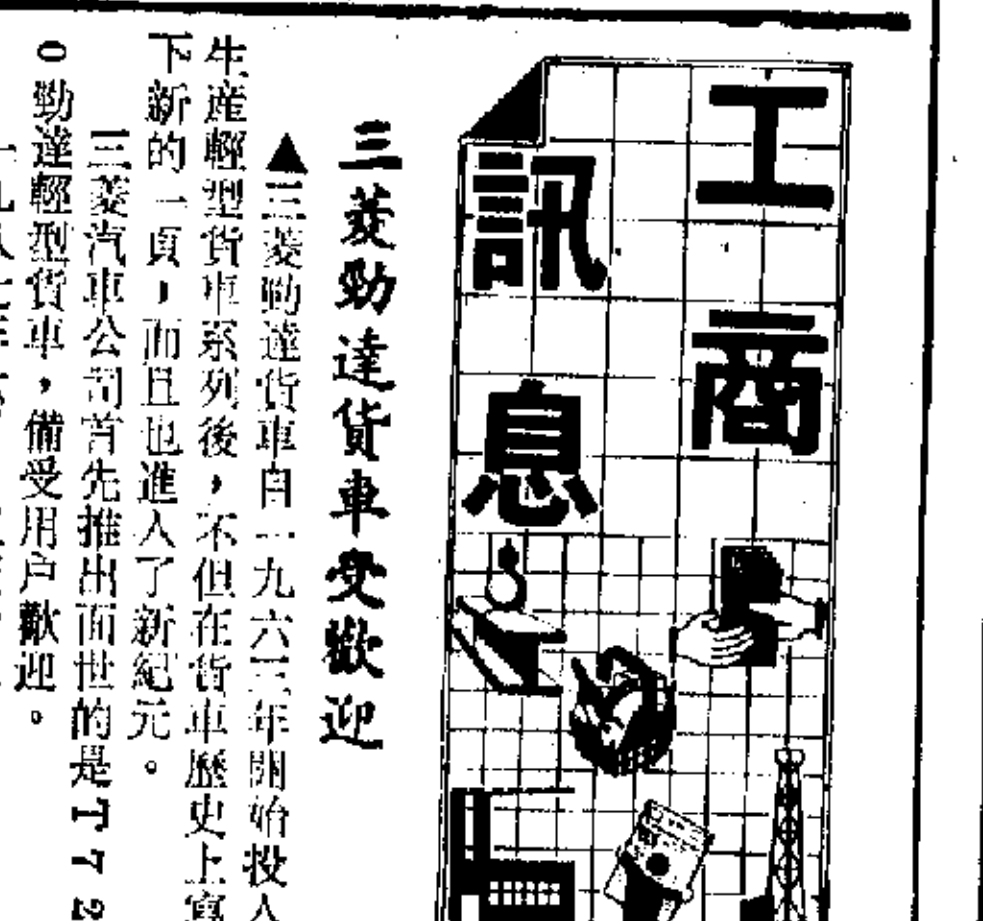 工商
訊息
三菱勁達貨車受歡迎
▲三菱勁達貨車自一九六三年開始投入
生産輕型貨車系列後，不但在貨車歷史上寫
下新的一頁，而且也進入了新紀元。
三菱汽車公司首先推出面世的是T72
0勁達輕型貨車，備受用戶歡迎。